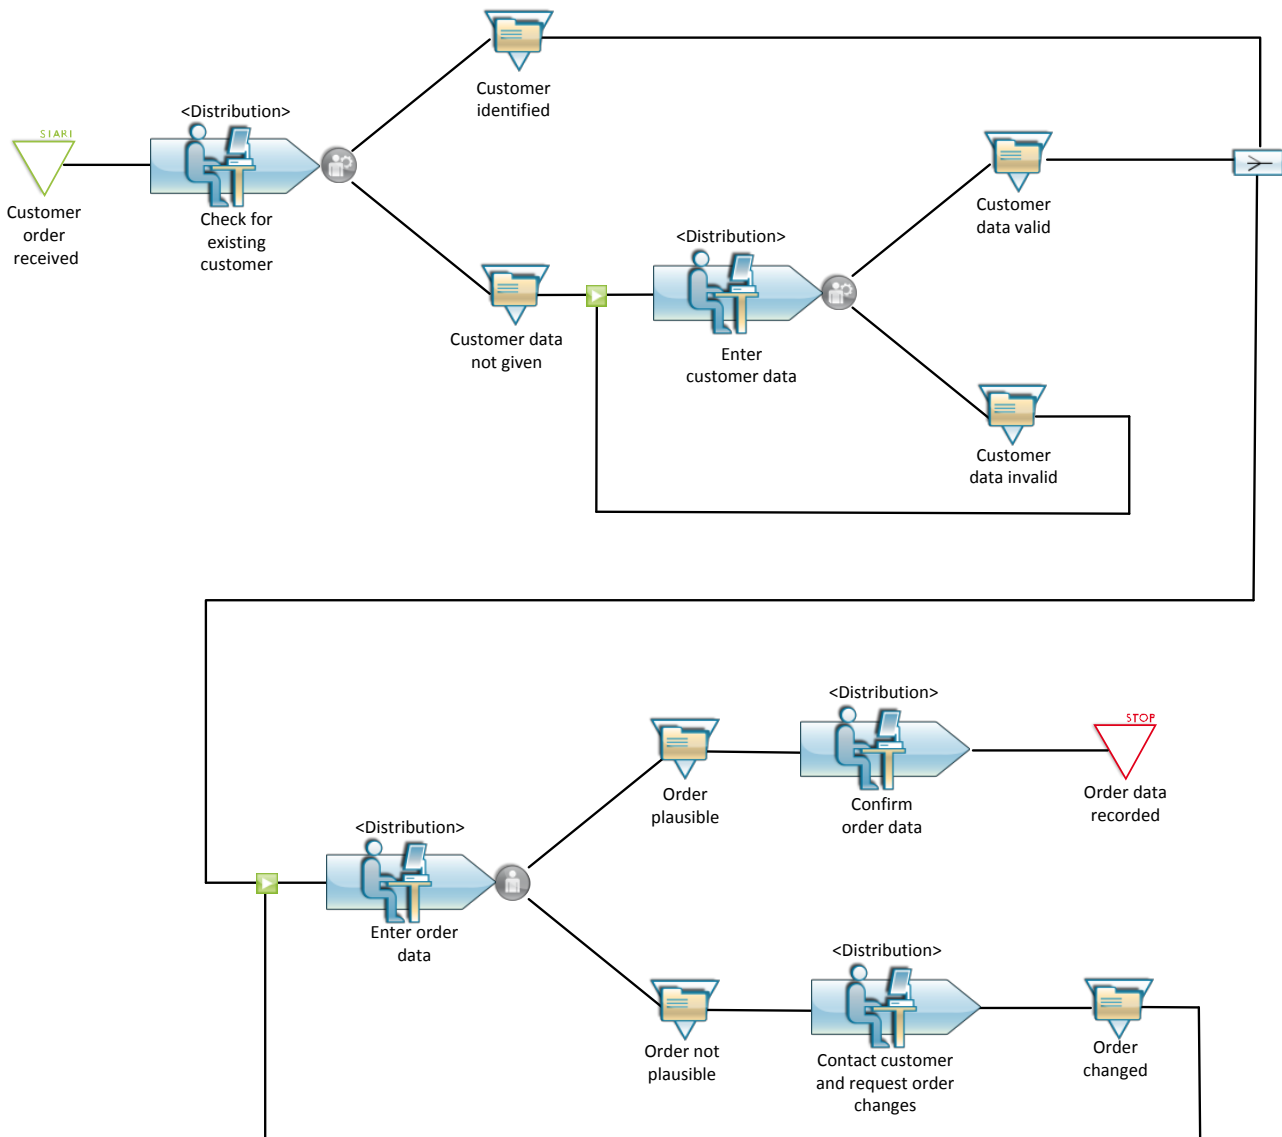 Customer
identified
<Distribution>
START
Customer
order
received
Check for
existing
customer
Customer
data valid
<Distribution>
Customer data
not given
Enter
customer data
Customer
data invalid
<Distribution>
STOP
Order
plausible
Confirm
order data
Order data
recorded
<Distribution>
Enter order
data
<Distribution>
Order not
plausible
Contact customer
and request order
changes
Order
changed